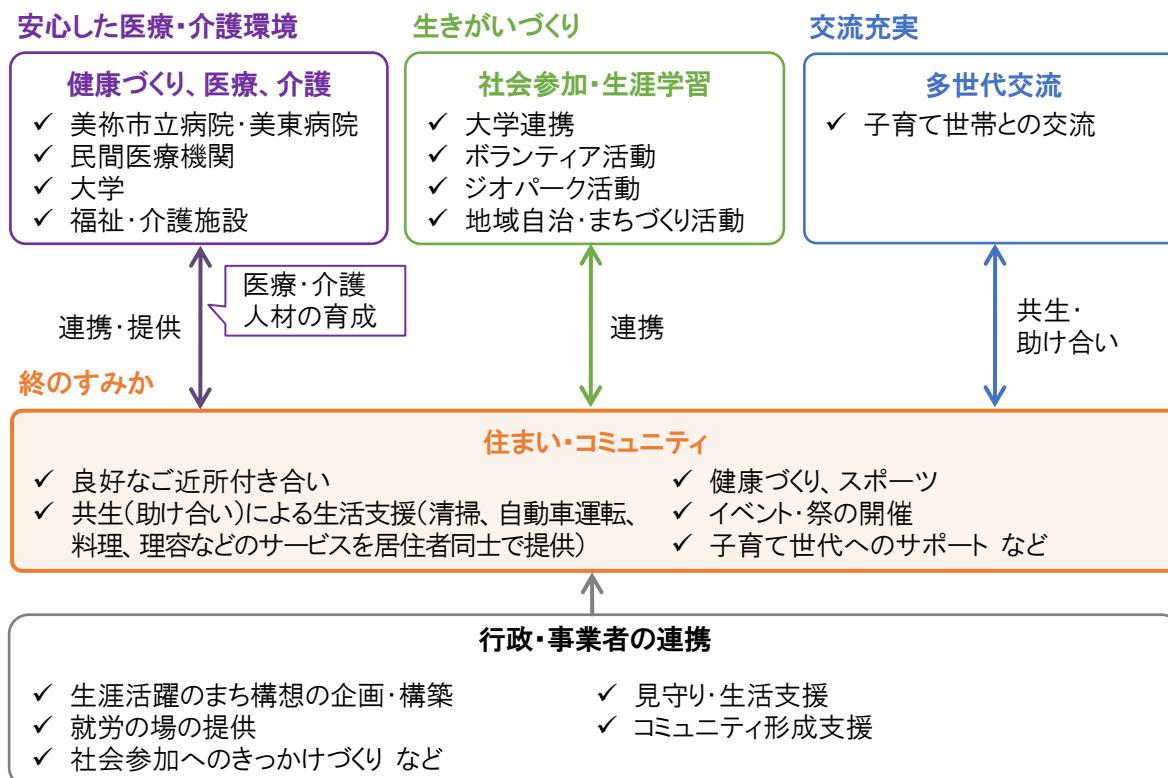 安心した医療・介護環境
健康づくり、医療、介護
✓ 美祢市立病院・美東病院
✓ 民間医療機関
✓ 大学
✓ 福祉・介護施設
生きがいづくり
社会参加・生涯学習
✓ 大学連携
✓ ボランティア活動
✓ ジオパーク活動
✓ 地域自治・まちづくり活動
交流充実
多世代交流
✓ 子育て世帯との交流
連携・提供
医療・介護
人材の育成
連携
共生・
助け合い
終のすみか
住まい・コミュニティ
✓ 良好なご近所付き合い
✓ 共生(助け合い)による生活支援(清掃、自動車運転、
料理、理容などのサービスを居住者同士で提供)
✓ 健康づくり、スポーツ
✓ イベント・祭の開催
✓ 子育て世代へのサポート など
行政・事業者の連携
✓ 生涯活躍のまち構想の企画・構築
✓ 就労の場の提供
✓ 社会参加へのきっかけづくり など
✓ 見守り・生活支援
✓ コミュニティ形成支援